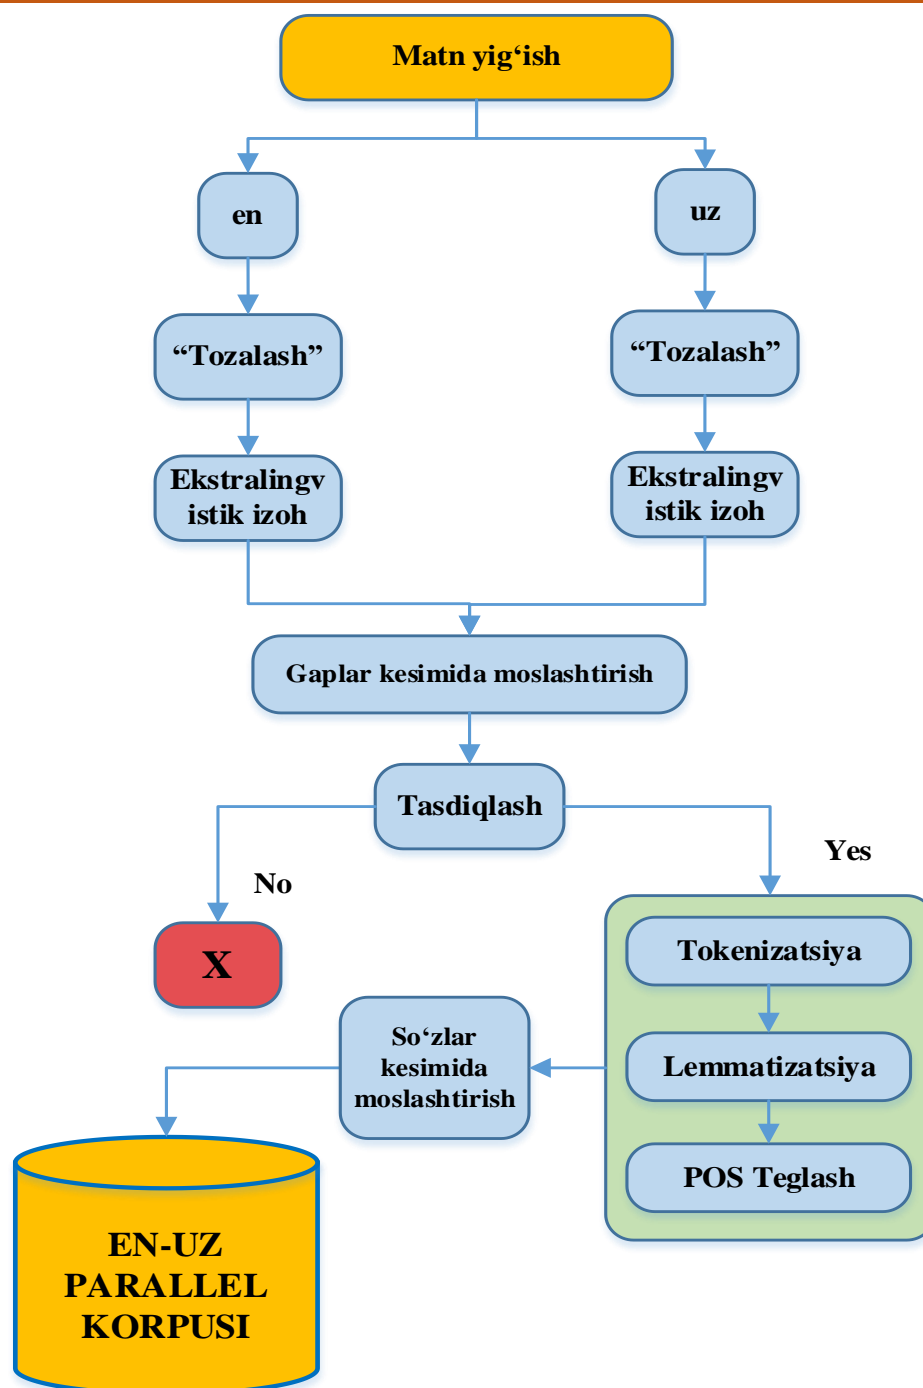 Matn yig‘ish
en
uz
“Tozalash”
“Tozalash”
Ekstralingv
istik izoh
Ekstralingv
istik izoh
Gaplar kesimida moslashtirish
Tasdiqlash
Yes
No
X
Tokenizatsiya
So‘zlar
kesimida
moslashtirish
Lemmatizatsiya
POS Teglash
EN-UZ
PARALLEL
KORPUSI